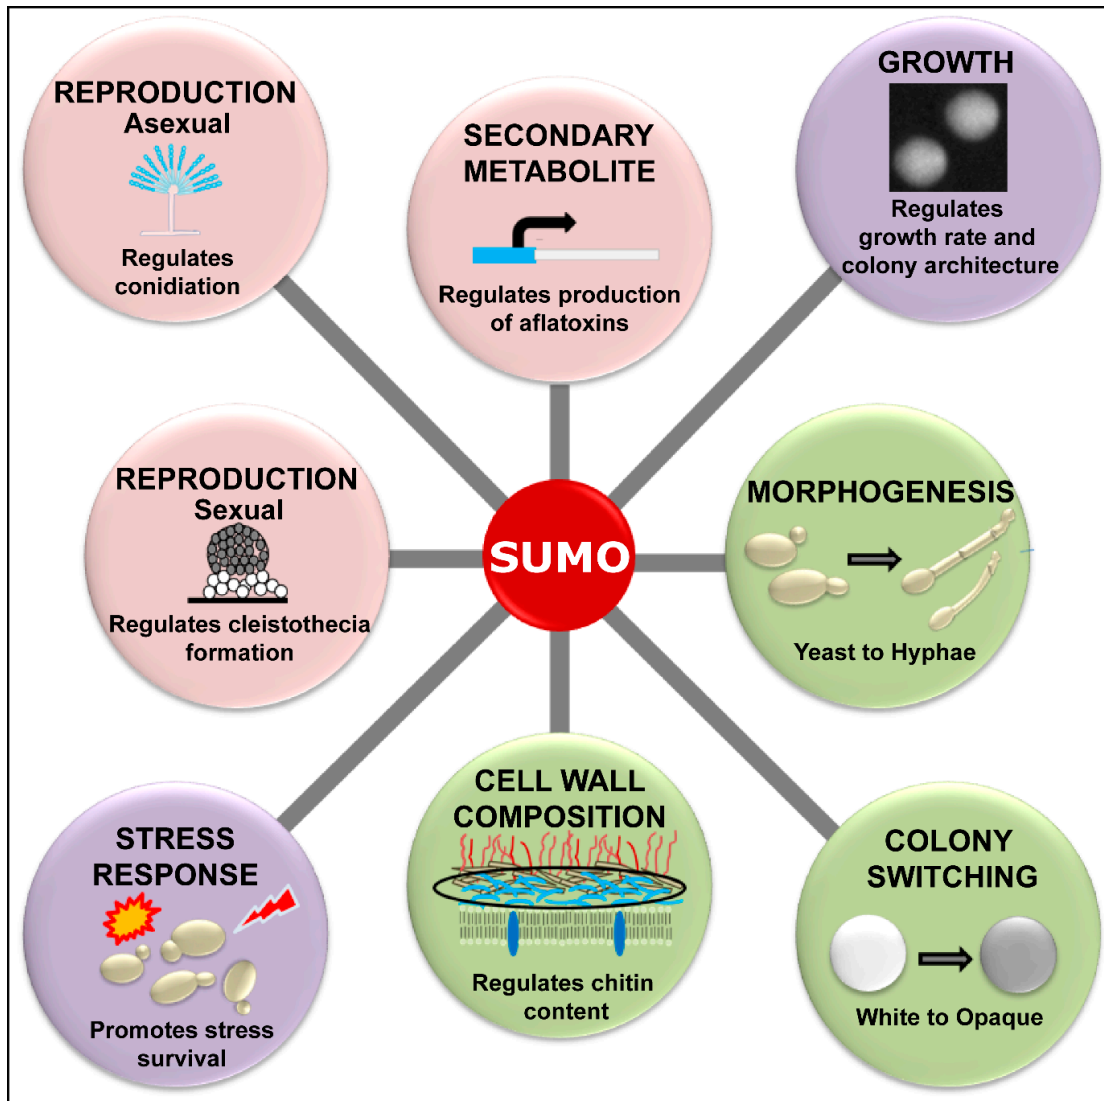 REPRODUCTION
Asexual
Regulates
conidiation
SECONDARY
METABOLITE
Regulates production
of aflatoxins
GROWTH
Regulates
growth rate and
colony architecture
REPRODUCTION
Sexual
Regulates cleistothecia
formation
SUMO
MORPHOGENESIS
Yeast to Hyphae
STRESS
RESPONSE
Promotes stress
survival
CELL WALL
COMPOSITION
Regulates chitin
content
COLONY
SWITCHING
White to Opaque